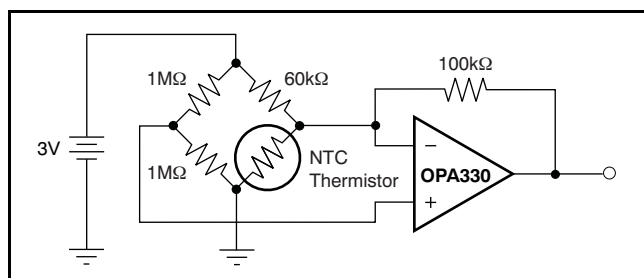 1MΩ
60kΩ
100kΩ
3V
1MΩ
NTC
Thermistor
−
OPA330
+